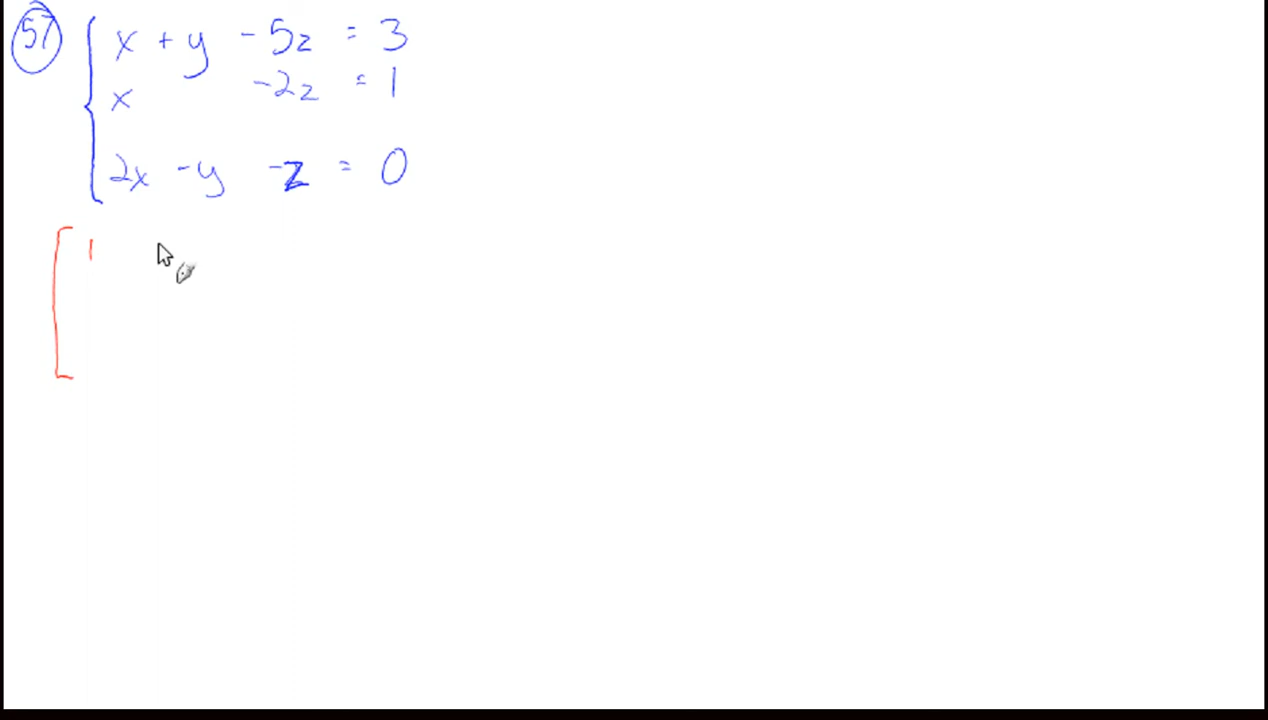 57 x + y - 5z = 3
x - 2z = 1
2x - y - z = 0
1